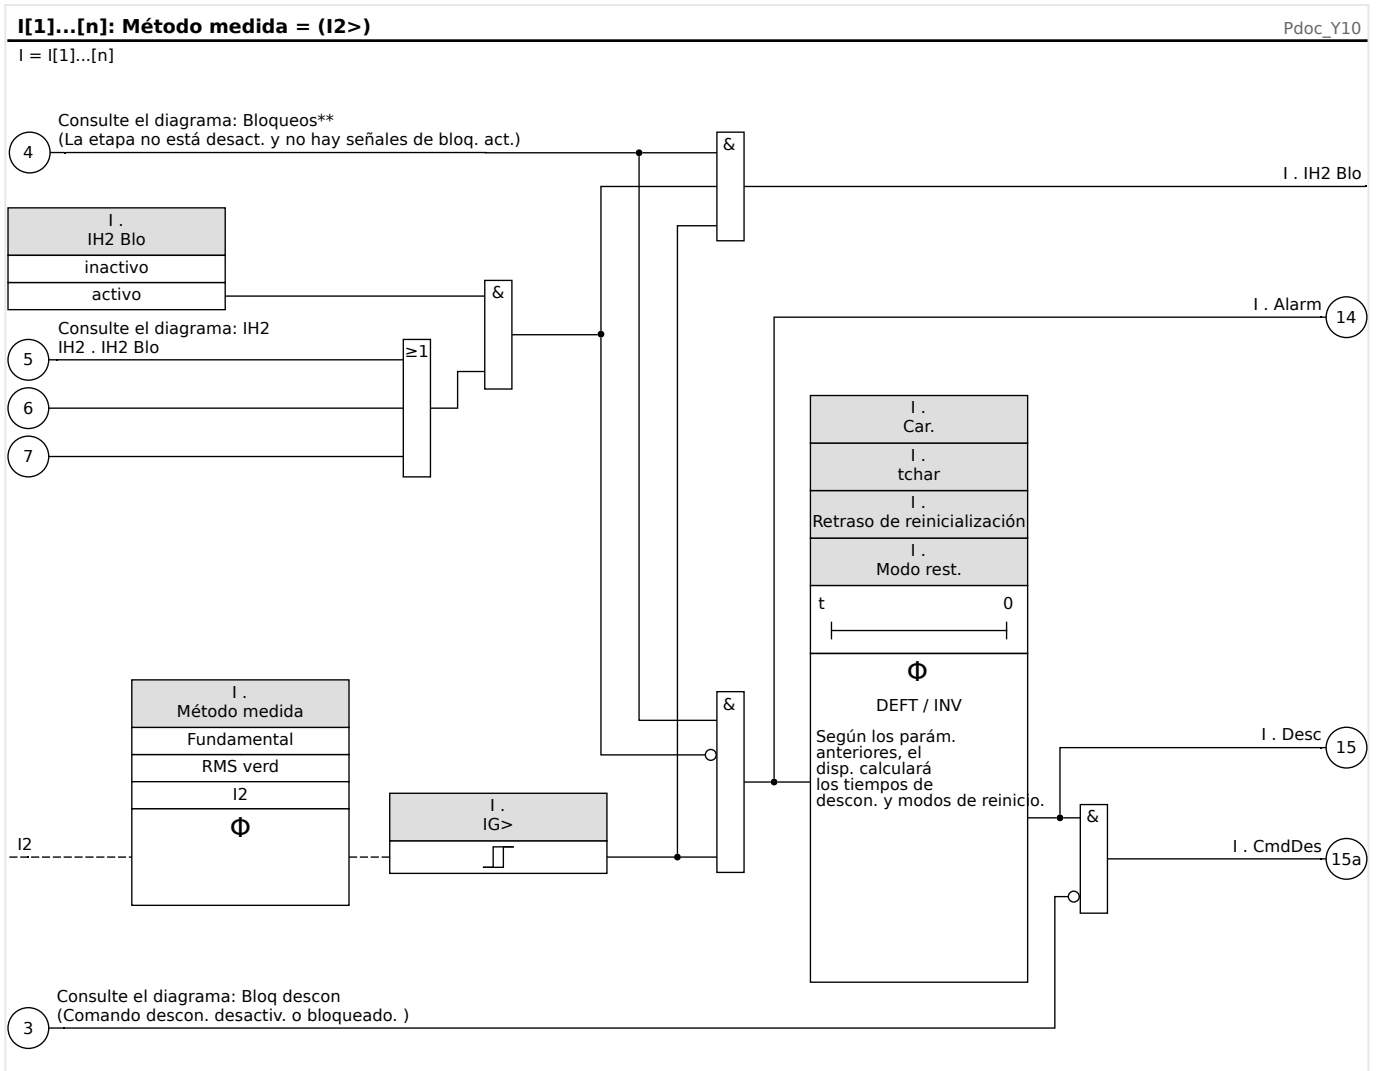 I[1]...[n]: Método medida = (I2>)
Pdoc_Y10
I = I[1]...[n]
Consulte el diagrama: Bloqueos**
(La etapa no está desact. y no hay señales de bloq. act.)
4
&
I . IH2 Blo
I .
IH2 Blo
inactivo
activo
&
I . Alarm
14
Consulte el diagrama: IH2
IH2 . IH2 Blo
5
≥1
6
7
I .
Car.
I .
tchar
I .
Retraso de reinicialización
I .
Modo rest.
t 0
Φ
DEFT / INV
Según los parám.
anteriores, el
disp. calculará
los tiempos de
descon. y modos de reinicio.
I .
Método medida
Fundamental
RMS verd
I2
Φ
I2
I .
IG>
&
I . Desc
15
&
I . CmdDes
15a
Consulte el diagrama: Bloq descon
(Comando descon. desactiv. o bloqueado. )
3